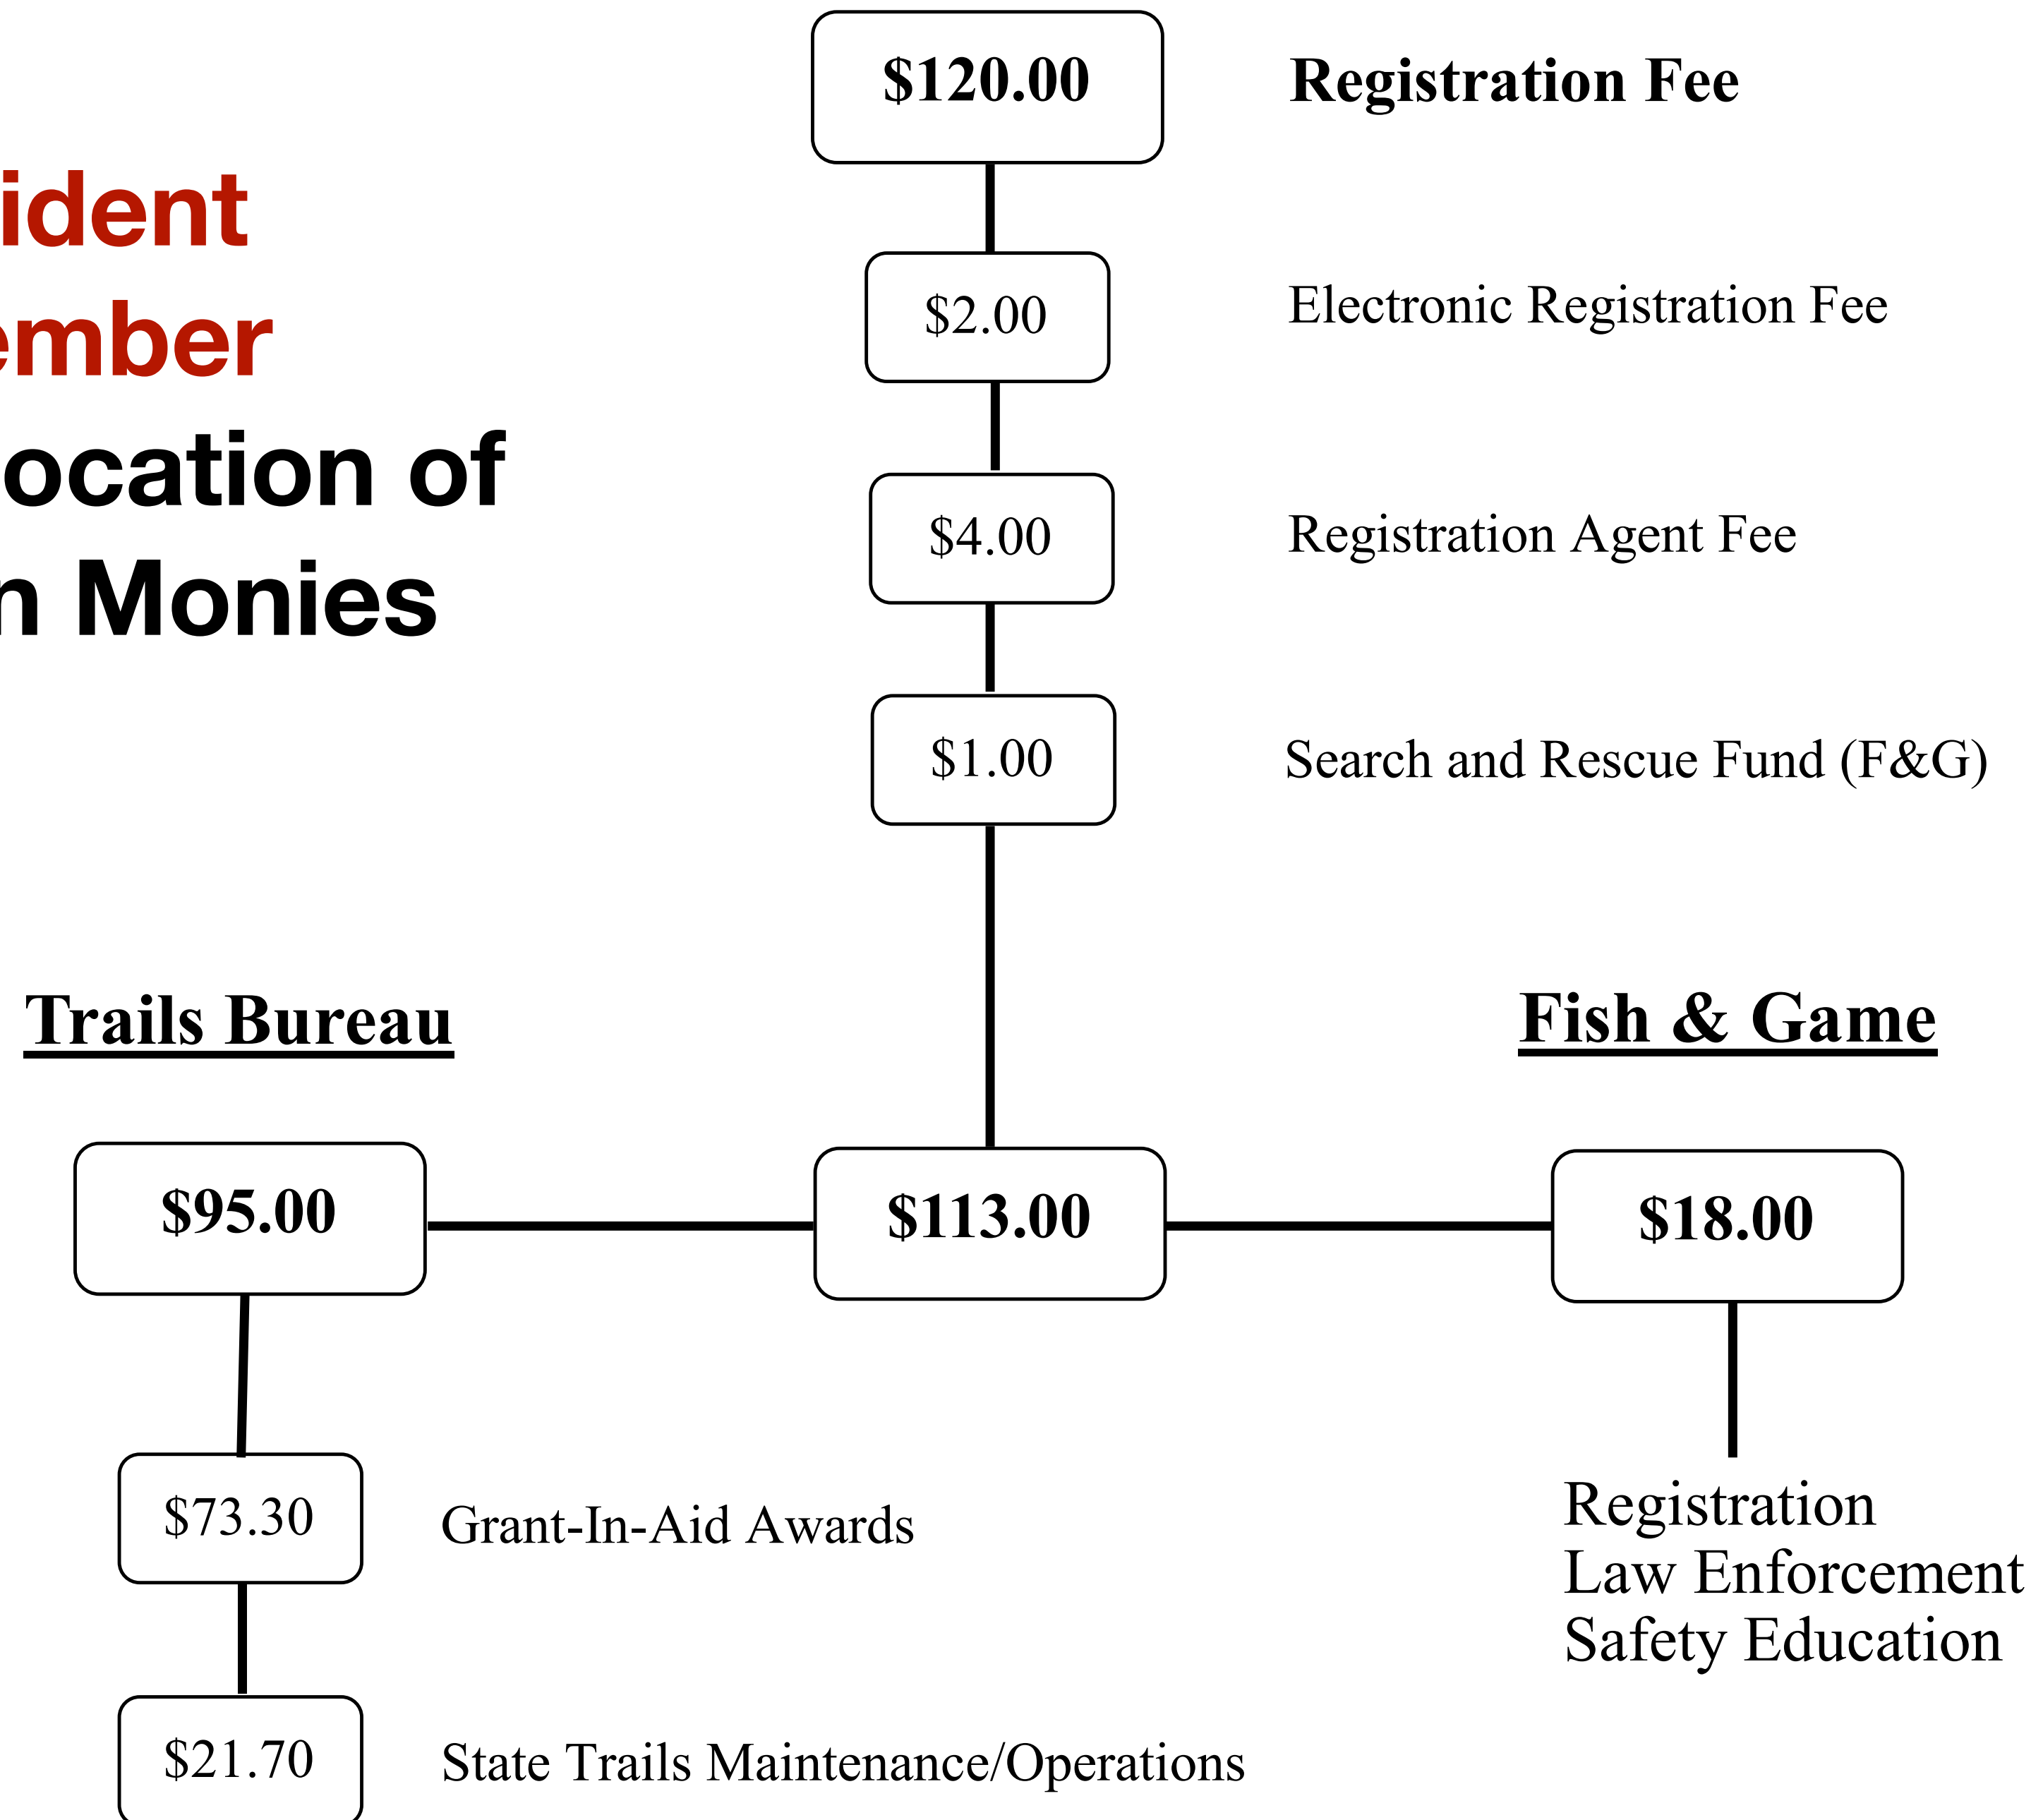 $120.00 Registration Fee
ident
ember
ocation of
n Monies
$2.00 Electronic Registration Fee
$4.00 Registration Agent Fee
$1.00 Search and Rescue Fund (F&G)
Trails Bureau
Fish & Game
$95.00
$113.00
$18.00
$73.30 Grant-In-Aid Awards
Registration
Law Enforcement
Safety Education
$21.70 State Trails Maintenance/Operations